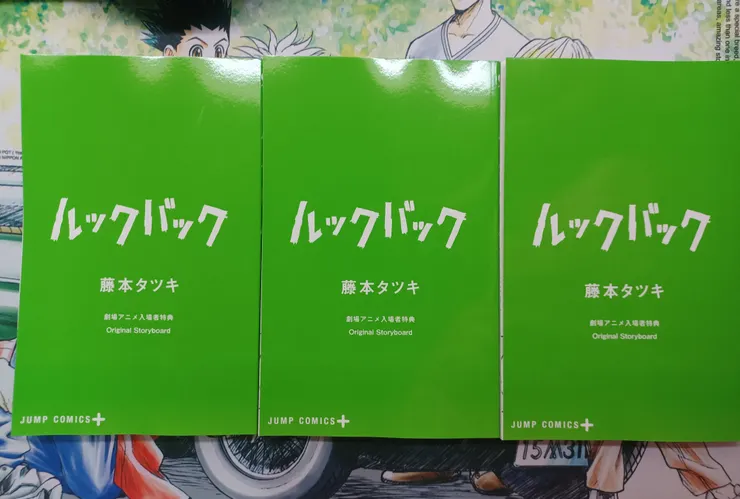 ルックバック
藤本タツキ
劇場アニメ入場者特典
Original Storyboard
JUMP COMICS+
ルックバック
藤本タツキ
劇場アニメ入場者特典
Original Storyboard
JUMP COMICS+
ルックバック
藤本タツキ
劇場アニメ入場者特典
Original Storyboard
JUMP COMICS+